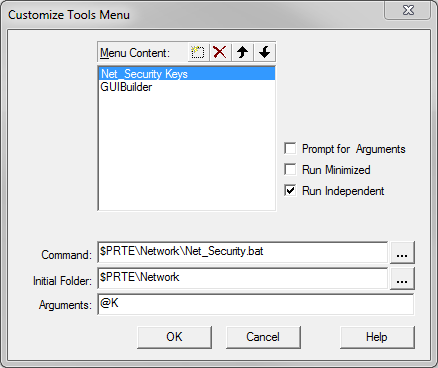 Customize Tools Menu
Menu Content:
Net_Security Keys
GUIBuilder
Prompt for Arguments
Run Minimized
Run Independent
Command: $PRTE\Network\Net_Security.bat ...
Initial Folder: $PRTE\Network ...
Arguments: @K
OK Cancel Help